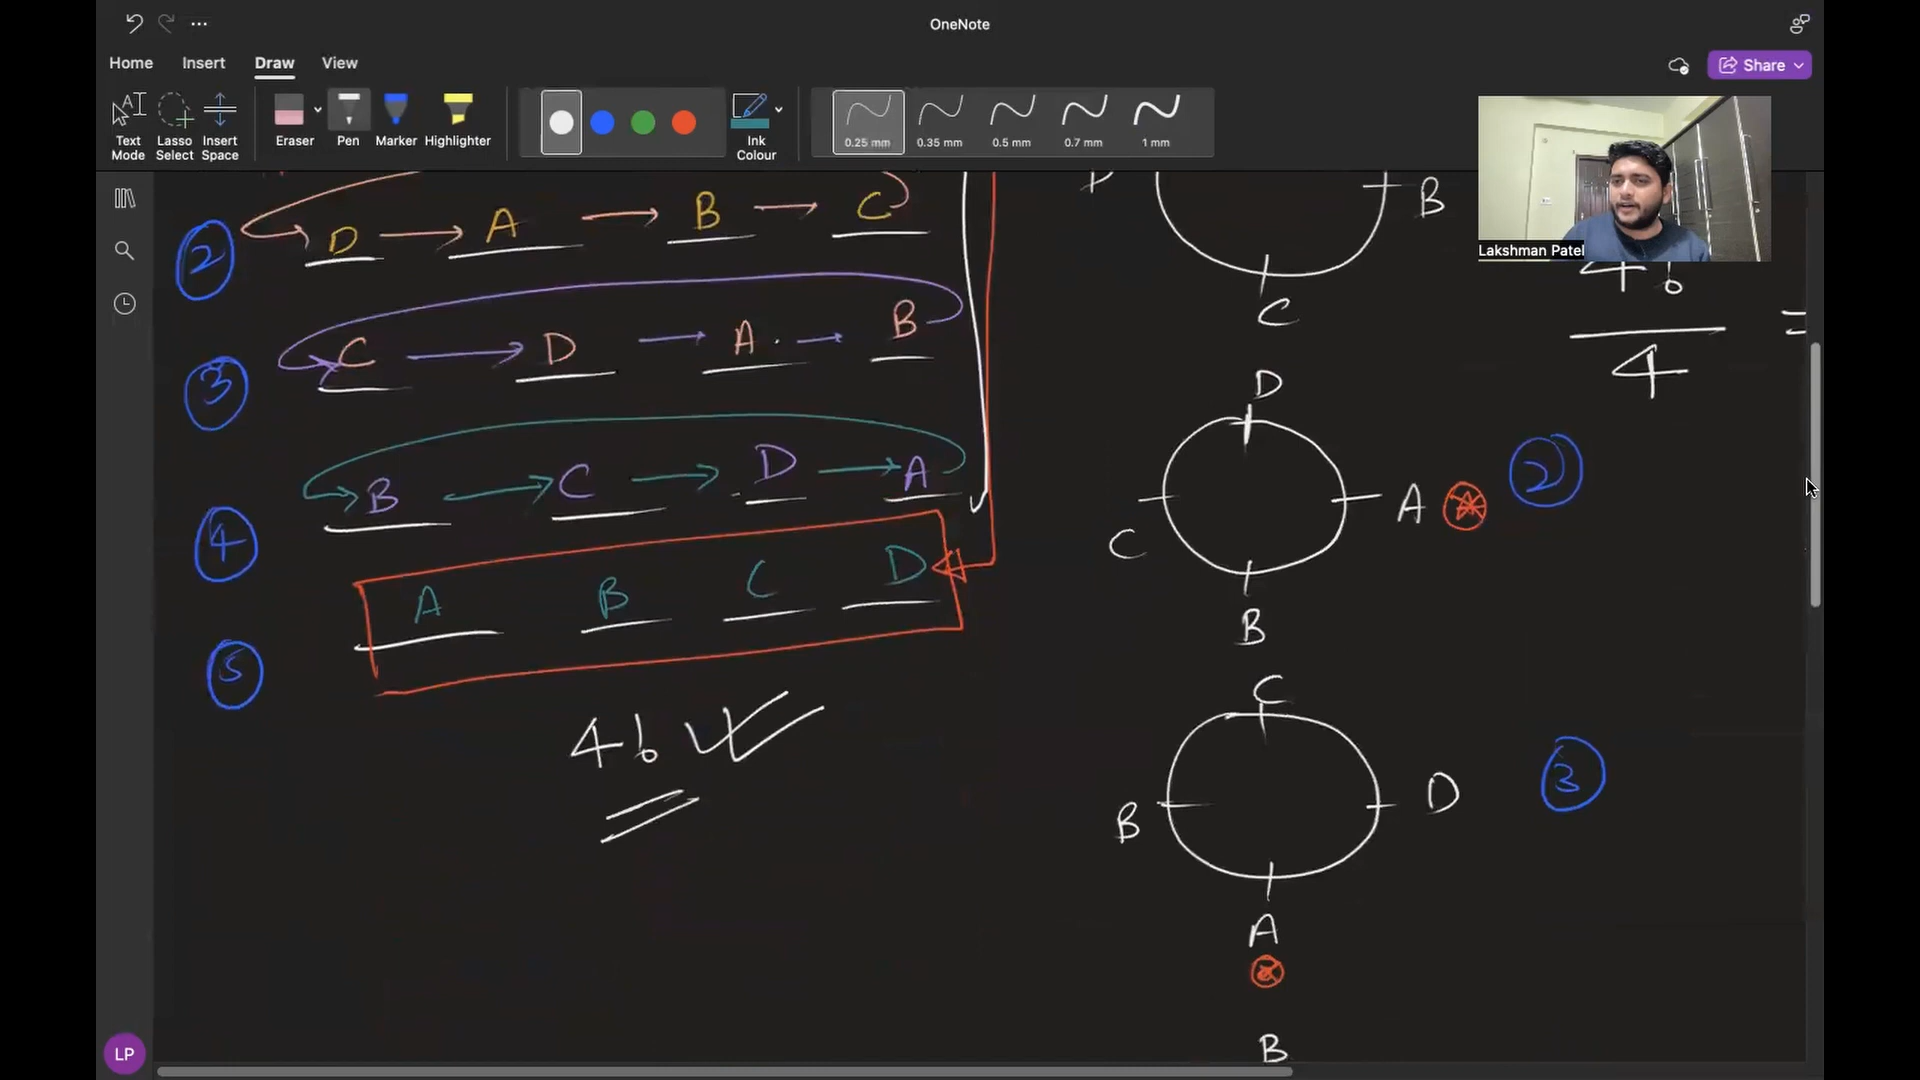 OneNote
Home Insert Draw View
Share
Text Mode
Lasso Select
Insert Space
Eraser
Pen
Marker
Highlighter
Ink Colour
0.25 mm
0.35 mm
0.5 mm
0.7 mm
1 mm
Lakshman Patel
2 D → A → B → C
3 C → D → A → B
4 B → C → D → A
5 A B C D
4!
B
C
4!
4
=
D
A 2
C
B
C
B D 3
A
B
LP